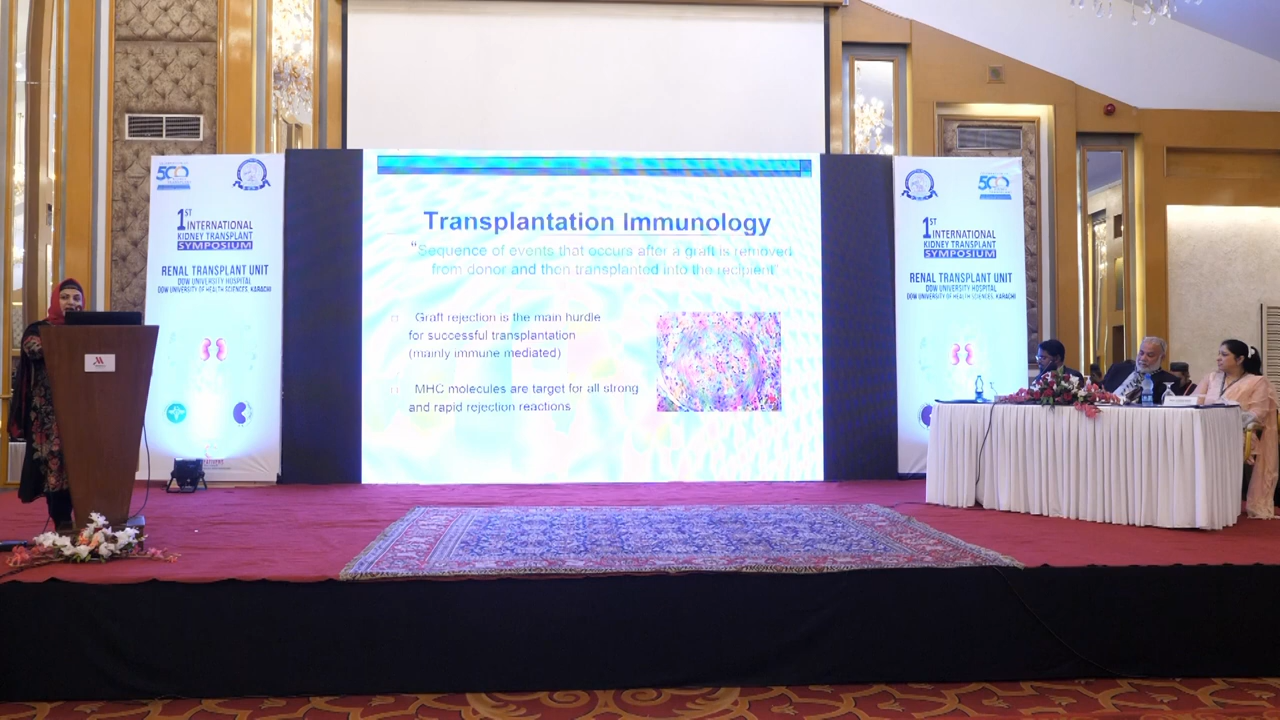 500
1ST
INTERNATIONAL
KIDNEY TRANSPLANT
SYMPOSIUM
RENAL TRANSPLANT UNIT
DOW UNIVERSITY HOSPITAL
DOW UNIVERSITY OF HEALTH SCIENCES, KARACHI
Transplantation Immunology
"Sequence of events that occurs after a graft is removed
from donor and then transplanted into the recipient"
Graft rejection is the main hurdle
for successful transplantation
(mainly immune mediated)
MHC molecules are target for all strong
and rapid rejection reactions
500
1ST
INTERNATIONAL
KIDNEY TRANSPLANT
SYMPOSIUM
RENAL TRANSPLANT UNIT
DOW UNIVERSITY HOSPITAL
DOW UNIVERSITY OF HEALTH SCIENCES, KARACHI